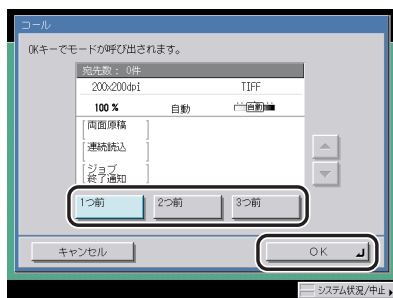 コール
OKキーでモードが呼び出されます。
宛先数： 0件
200×200dpi TIFF
100 % 自動 自動
[両面原稿 ]
[連続読込 ]
[ジョブ終了通知 ]
1つ前 2つ前 3つ前
キャンセル OK
システム状況/中止